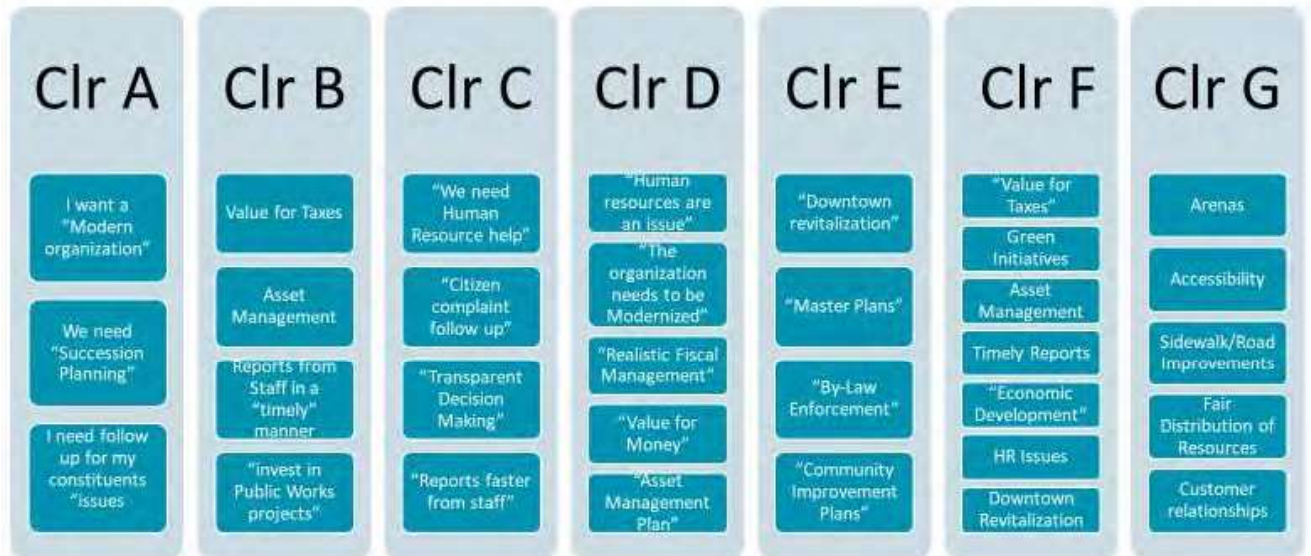 Clr A
I want a
"Modern
organization"
We need
"Succession
Planning"
I need follow
up for my
constituents
"issues
Clr B
Value for Taxes
Asset
Management
Reports from
Staff in a
"timely"
manner
"invest in
Public Works
projects"
Clr C
"We need
Human
Resource help"
"Citizen
complaint
follow up"
"Transparent
Decision
Making"
"Reports faster
from staff"
Clr D
"Human
resources are
an issue"
"The
organization
needs to be
Modernized"
"Realistic Fiscal
Management"
"Value for
Money"
"Asset
Management
Plan"
Clr E
"Downtown
revitalization"
"Master Plans"
"By-Law
Enforcement"
"Community
Improvement
Plans"
Clr F
"Value for
Taxes"
Green
Initiatives
Asset
Management
Timely Reports
"Economic
Development"
HR Issues
Downtown
Revitalization
Clr G
Arenas
Accessibility
Sidewalk/Road
Improvements
Fair
Distribution of
Resources
Customer
relationships